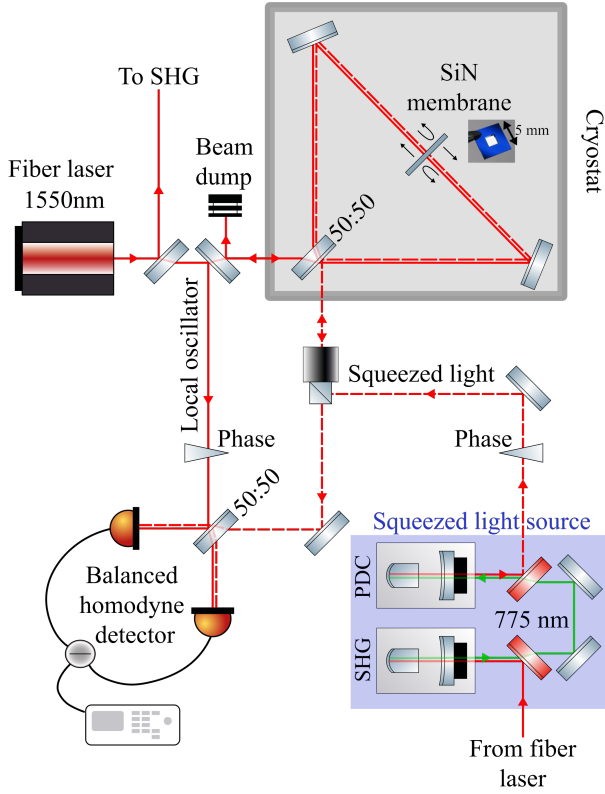 To SHG
Fiber laser
1550nm
Beam
dump
SiN
membrane
5 mm
Cryostat
50:50
Local oscillator
Squeezed light
Phase
Phase
50:50
Squeezed light source
Balanced
homodyne
detector
PDC
775 nm
SHG
From fiber
laser